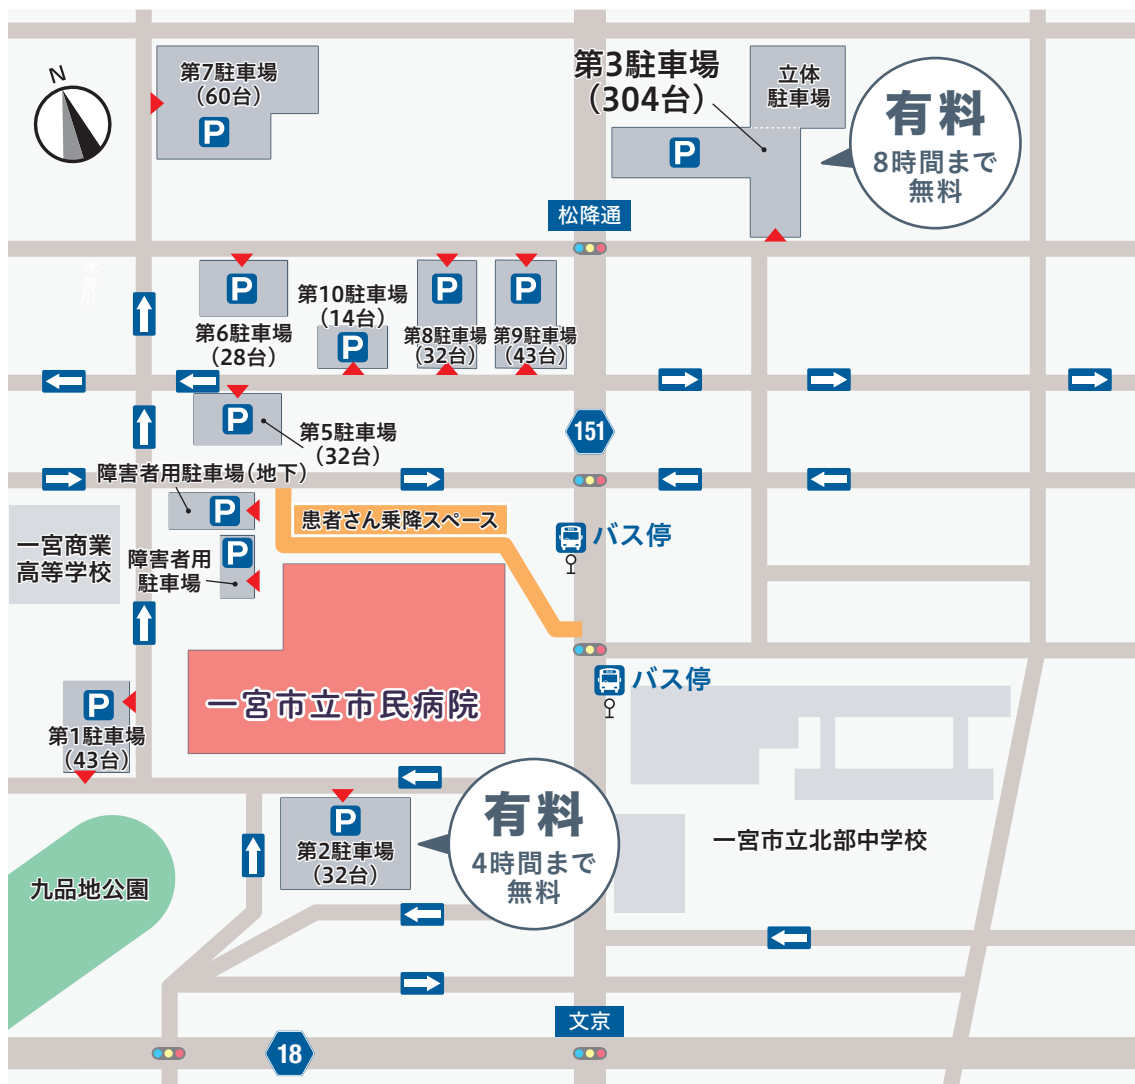 N
第7駐車場
（60台）
P
第3駐車場
（304台）
立体
駐車場
P
有料
8時間まで
無料
松降通
P
第6駐車場
（28台）
第10駐車場
（14台）
P
P
第8駐車場
（32台）
P
第9駐車場
（43台）
P
第5駐車場
（32台）
151
障害者用駐車場（地下）
P
患者さん乗降スペース
バス停
一宮商業
高等学校
障害者用
駐車場
P
一宮市立市民病院
バス停
P
第1駐車場
（43台）
P
第2駐車場
（32台）
有料
4時間まで
無料
一宮市立北部中学校
九品地公園
文京
18